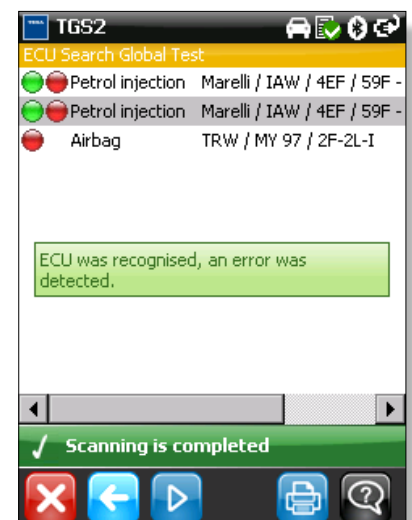 TEXA TGS2
ECU Search Global Test
Petrol injection Marelli / IAW / 4EF / 59F -
Petrol injection Marelli / IAW / 4EF / 59F -
Airbag TRW / MY 97 / 2F-2L-I
ECU was recognised, an error was
detected.
Scanning is completed